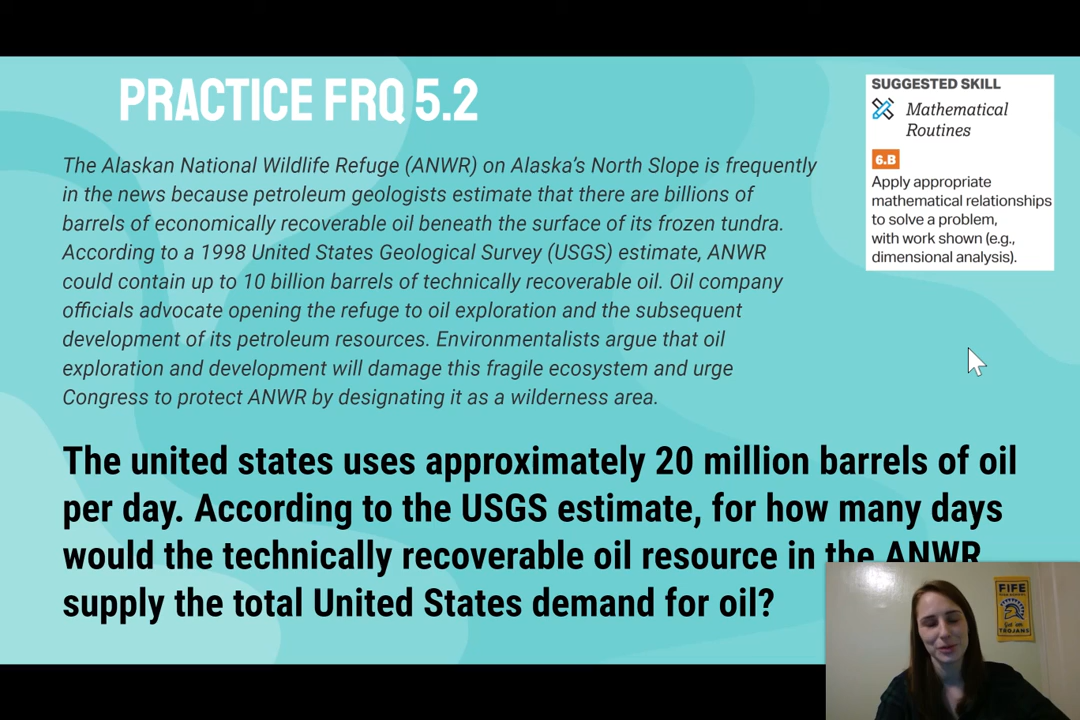 PRACTICE FRQ 5.2
The Alaskan National Wildlife Refuge (ANWR) on Alaska's North Slope is frequently
in the news because petroleum geologists estimate that there are billions of
barrels of economically recoverable oil beneath the surface of its frozen tundra.
According to a 1998 United States Geological Survey (USGS) estimate, ANWR
could contain up to 10 billion barrels of technically recoverable oil. Oil company
officials advocate opening the refuge to oil exploration and the subsequent
development of its petroleum resources. Environmentalists argue that oil
exploration and development will damage this fragile ecosystem and urge
Congress to protect ANWR by designating it as a wilderness area.
SUGGESTED SKILL
Mathematical
Routines
6.B
Apply appropriate
mathematical relationships
to solve a problem,
with work shown (e.g.,
dimensional analysis).
The united states uses approximately 20 million barrels of oil
per day. According to the USGS estimate, for how many days
would the technically recoverable oil resource in the ANWR
supply the total United States demand for oil?
FIFE
TROJANS